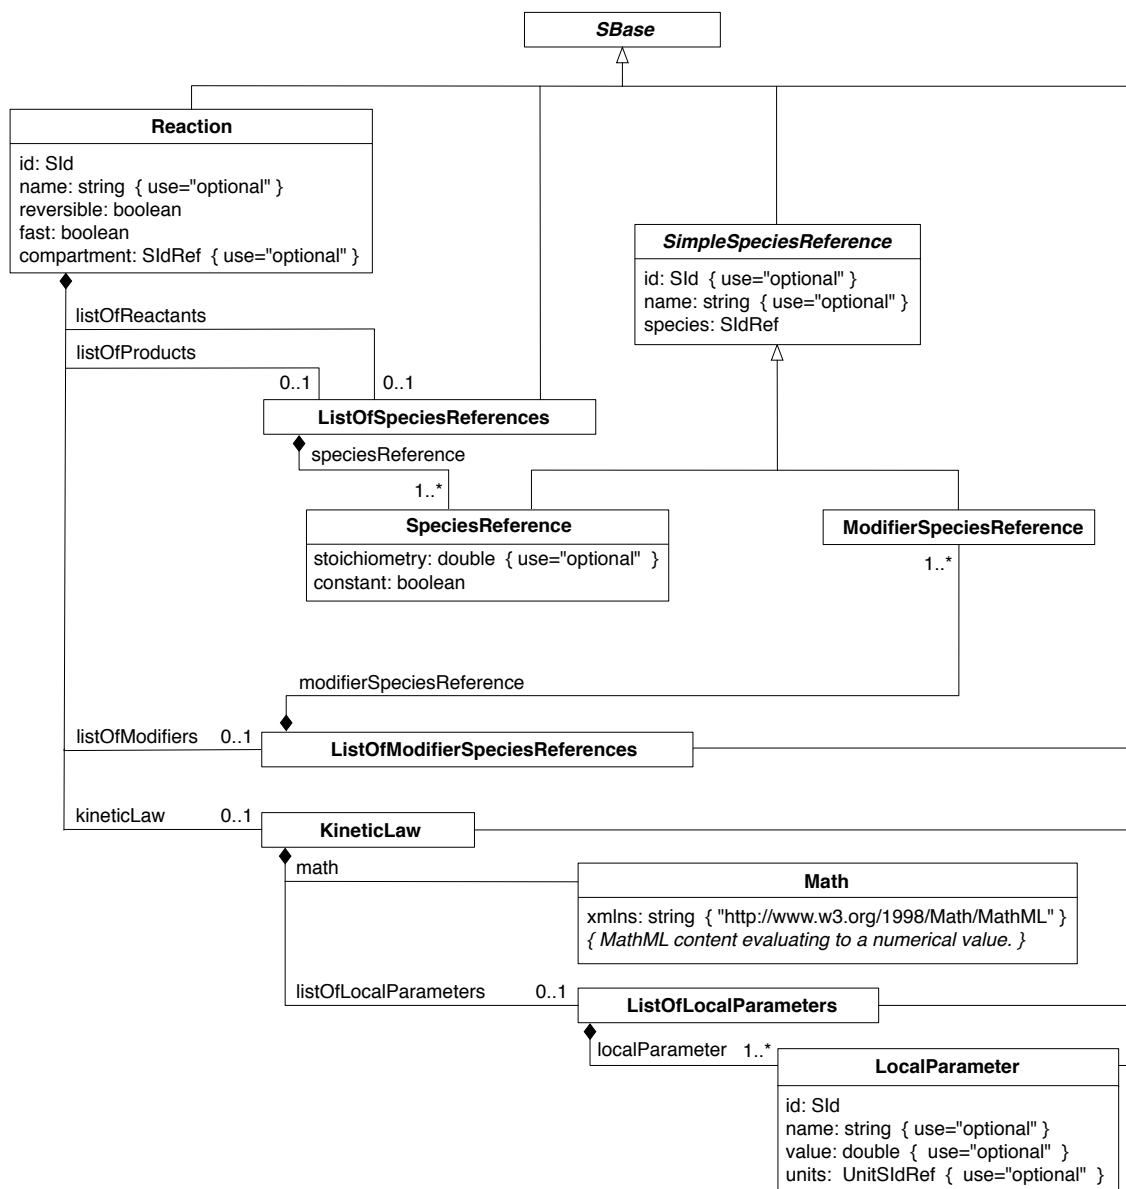 SBase
Reaction
id: SId
name: string { use="optional" }
reversible: boolean
fast: boolean
compartment: SIdRef { use="optional" }
SimpleSpeciesReference
id: SId { use="optional" }
name: string { use="optional" }
species: SIdRef
listOfReactants
listOfProducts
0..1 0..1
ListOfSpeciesReferences
speciesReference
1..*
SpeciesReference
stoichiometry: double { use="optional" }
constant: boolean
ModifierSpeciesReference
1..*
modifierSpeciesReference
listOfModifiers 0..1
ListOfModifierSpeciesReferences
kineticLaw 0..1
KineticLaw
math
Math
xmlns: string { "http://www.w3.org/1998/Math/MathML" }
{ MathML content evaluating to a numerical value. }
listOfLocalParameters 0..1
ListOfLocalParameters
localParameter 1..*
LocalParameter
id: SId
name: string { use="optional" }
value: double { use="optional" }
units: UnitSIdRef { use="optional" }